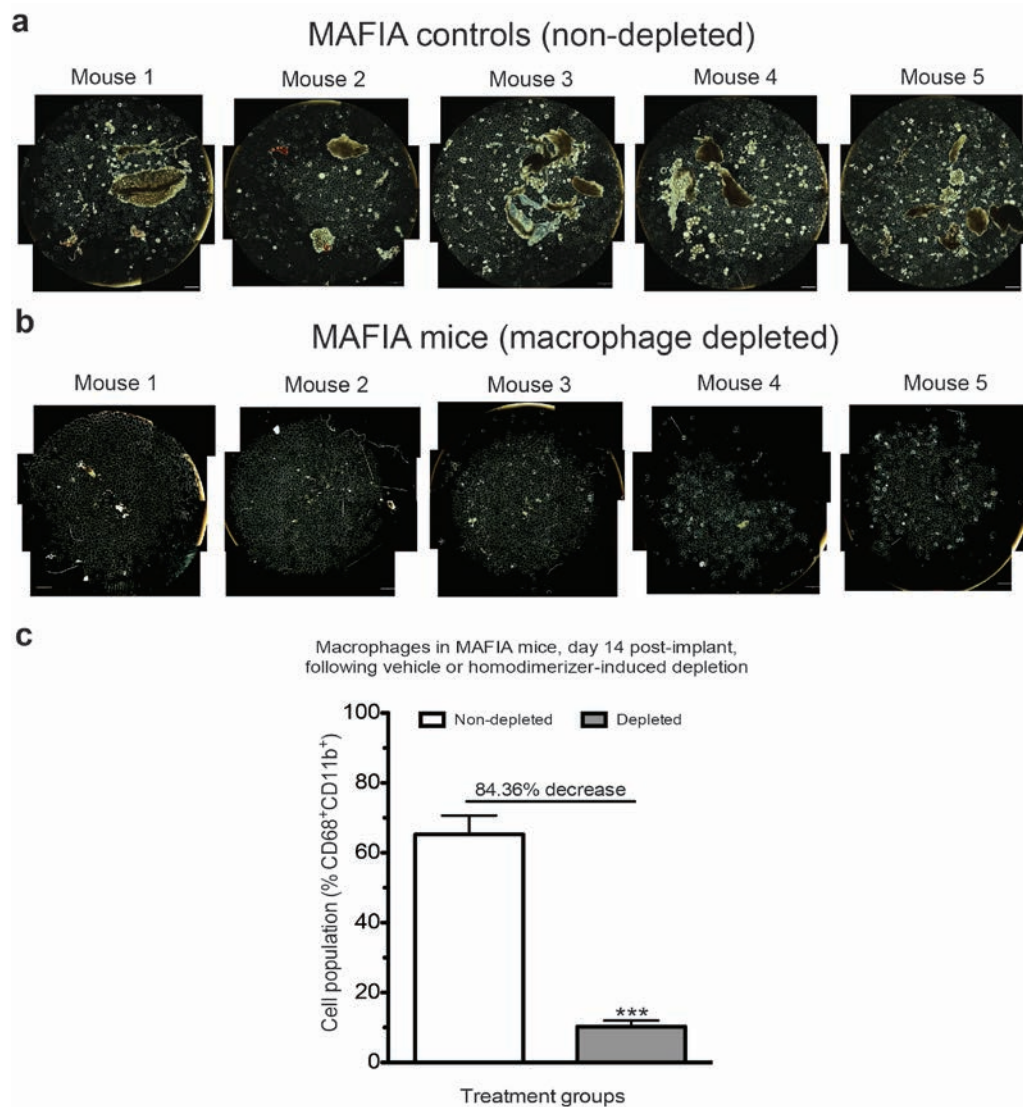 a
MAFIA controls (non-depleted)
Mouse 1 Mouse 2 Mouse 3 Mouse 4 Mouse 5
b
MAFIA mice (macrophage depleted)
Mouse 1 Mouse 2 Mouse 3 Mouse 4 Mouse 5
c
Macrophages in MAFIA mice, day 14 post-implant,
following vehicle or homodimerizer-induced depletion
Cell population (% CD68⁺CD11b⁺)
100
80
60
40
20
0
Non-depleted Depleted
84.36% decrease
***
Treatment groups